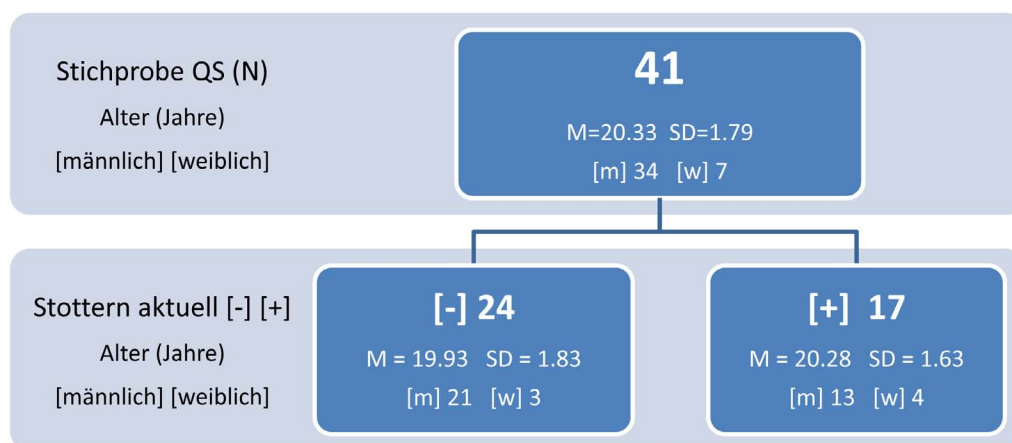 Stichprobe QS (N)
Alter (Jahre)
[männlich] [weiblich]
41
M=20.33 SD=1.79
[m] 34 [w] 7
Stottern aktuell [-] [+]
Alter (Jahre)
[männlich] [weiblich]
[-] 24
M = 19.93 SD = 1.83
[m] 21 [w] 3
[+] 17
M = 20.28 SD = 1.63
[m] 13 [w] 4